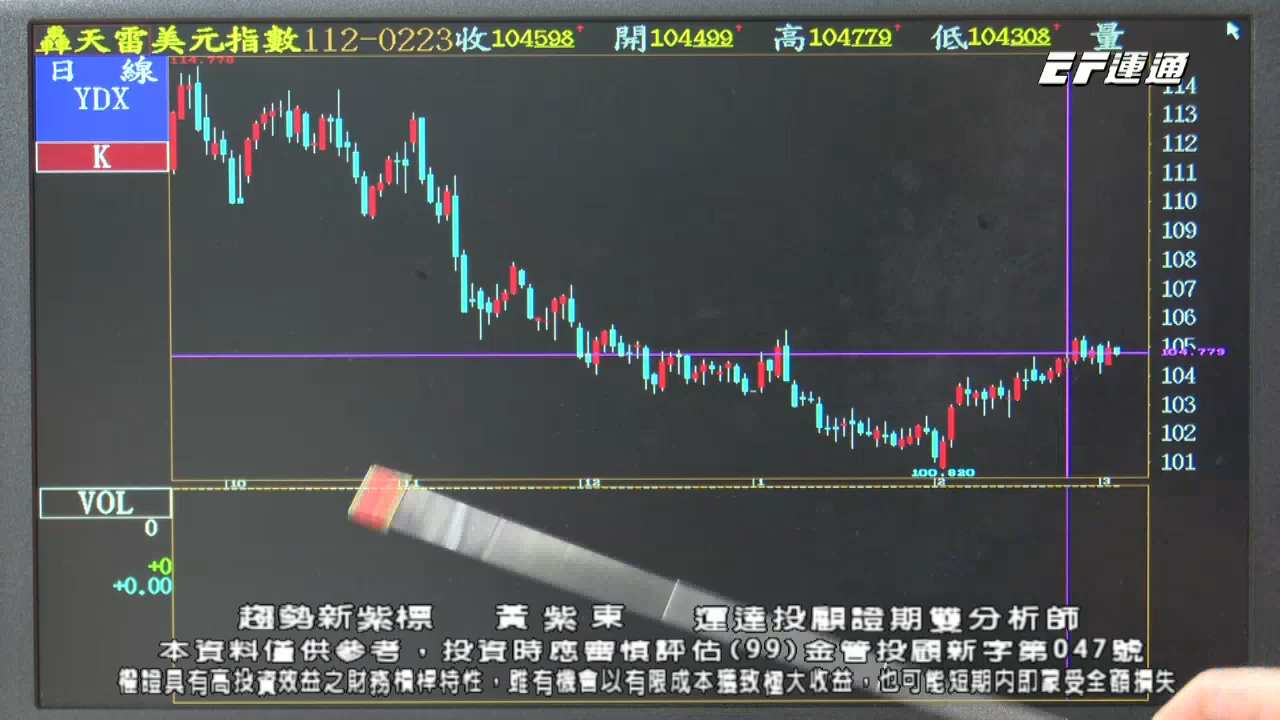 轟天雷美元指數112-0223收104598↑ 開104499↑ 高104779↑ 低104308↑ 量
EF運通
日 線
YDX
K
114.778
114
113
112
111
110
109
108
107
106
105
104.779
104
103
102
101
100.820
10 11 12 1 2 3
VOL
0
+0
+0.00
趨勢新紫標 黃紫東 運達投顧證期雙分析師
本資料僅供參考，投資時應審慎評估(99)金管投顧新字第047號
權證具有高投資效益之財務槓桿特性，雖有機會以有限成本獲致極大收益，也可能短期內即蒙受全額損失